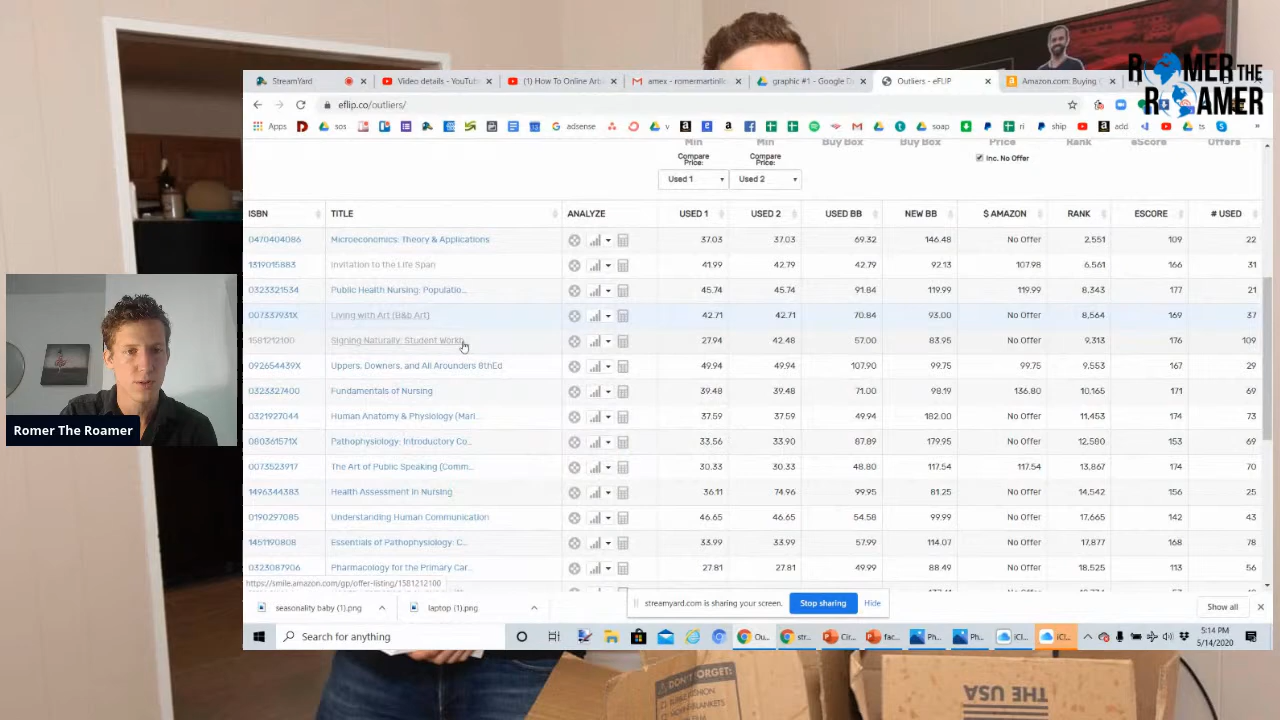 ROMER THE
ROAMER
StreamYard
Video details - YouTu
(1) How To Online Arb
amex - romermartinle
graphic #1 - Google D
Outliers - eFLIP
Amazon.com: Buying C
eflip.co/outliers/
Apps
sos
adsense
v
soap
ri
ship
add.
ts
Min
Min
Buy Box
Buy Box
Price
Rank
eScore
Offers
Compare
Price:
Compare
Price:
Inc. No Offer
Used 1
Used 2
ISBN TITLE ANALYZE USED 1 USED 2 USED BB NEW BB $ AMAZON RANK ESCORE # USED
0470404086 Microeconomics: Theory & Applications 37.03 37.03 69.32 146.48 No Offer 2,551 109 22
1319015883 Invitation to the Life Span 41.99 42.79 42.79 92.13 107.98 6,561 166 31
0323321534 Public Health Nursing: Populatio... 45.74 45.74 91.84 119.99 119.99 8,343 177 21
007337931X Living with Art (B&b Art) 42.71 42.71 70.84 93.00 No Offer 8,564 169 37
1581212100 Signing Naturally: Student Workb 27.94 42.48 57.00 83.95 No Offer 9,313 176 109
092654439X Uppers, Downers, and All Arounders 8thEd 49.94 49.94 107.90 99.75 99.75 9,553 167 29
0323327400 Fundamentals of Nursing 39.48 39.48 71.00 98.19 136.80 10,165 171 69
0321927044 Human Anatomy & Physiology (Mari... 37.59 37.59 49.94 182.00 No Offer 11,453 174 73
080361571X Pathophysiology: Introductory Co... 33.56 33.90 87.89 179.95 No Offer 12,580 153 69
0073523917 The Art of Public Speaking (Comm... 30.33 30.33 48.80 117.54 117.54 13,867 174 70
1496344383 Health Assessment in Nursing 36.11 74.96 99.95 81.25 No Offer 14,542 156 25
0190297085 Understanding Human Communication 46.65 46.65 54.58 99.99 No Offer 17,665 142 43
1451190808 Essentials of Pathophysiology: C... 33.99 33.99 57.99 114.07 No Offer 17,877 168 78
0323087906 Pharmacology for the Primary Car... 27.81 27.81 49.99 88.49 No Offer 18,525 113 56
https://smile.amazon.com/gp/offer-listing/1581212100
Romer The Roamer
seasonality baby (1).png
laptop (1).png
streamyard.com is sharing your screen.
Stop sharing
Hide
Show all
Search for anything
Ou...
str...
Cir...
fac...
Ph...
Ph...
iCl...
iCl...
5:14 PM
5/14/2020
DON'T FORGET:
THE USA